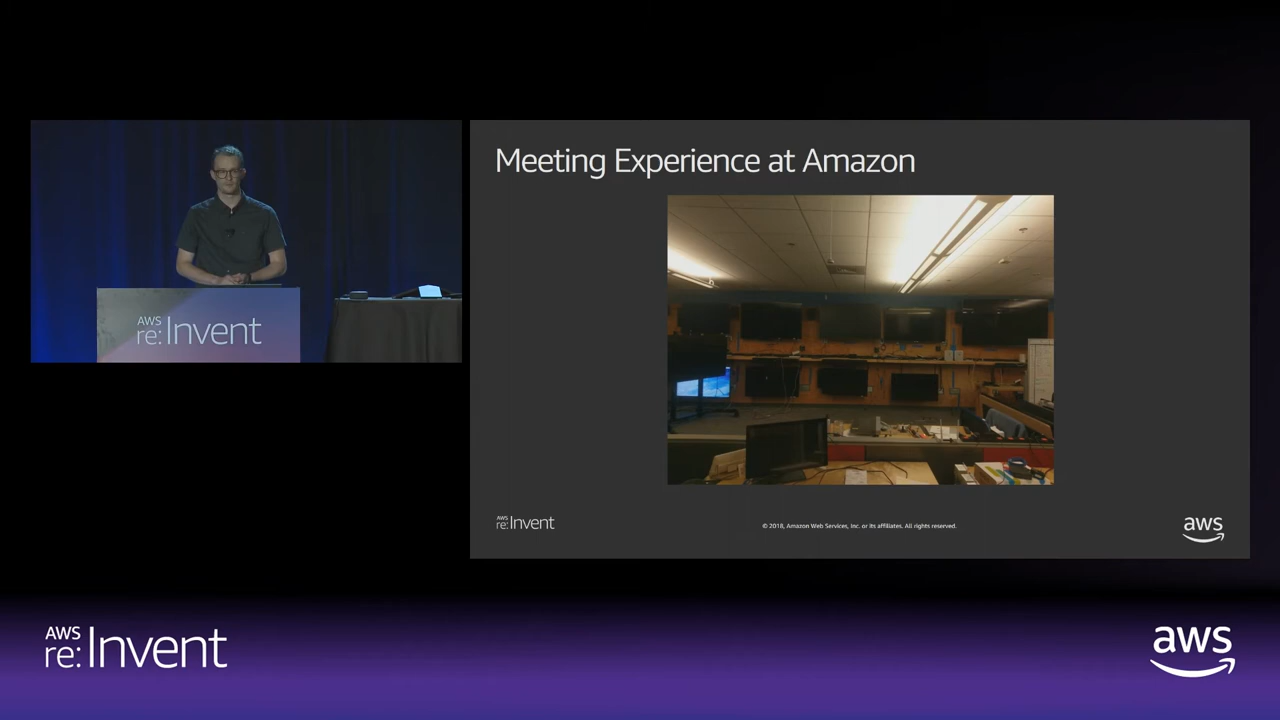 Meeting Experience at Amazon
AWS
re:Invent
AWS
re:Invent
© 2018, Amazon Web Services, Inc. or its affiliates. All rights reserved.
aws
AWS
re:Invent
aws